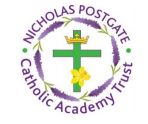 NICHOLAS POSTGATE
Catholic Academy Trust